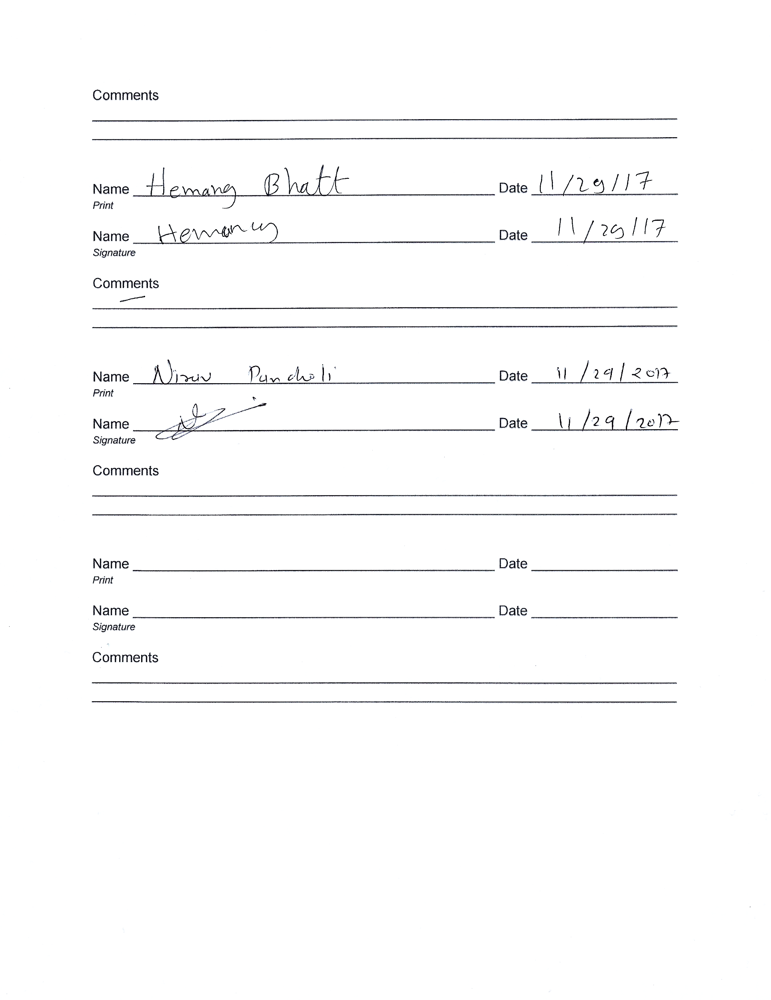 Comments
Name Hemang Bhatt Date 11/29/17
Print
Name Hemang Date 11/29/17
Signature
Comments
Name Nirav Pancholi Date 11/29/2017
Print
Name Date 11/29/2017
Signature
Comments
Name Date
Print
Name Date
Signature
Comments